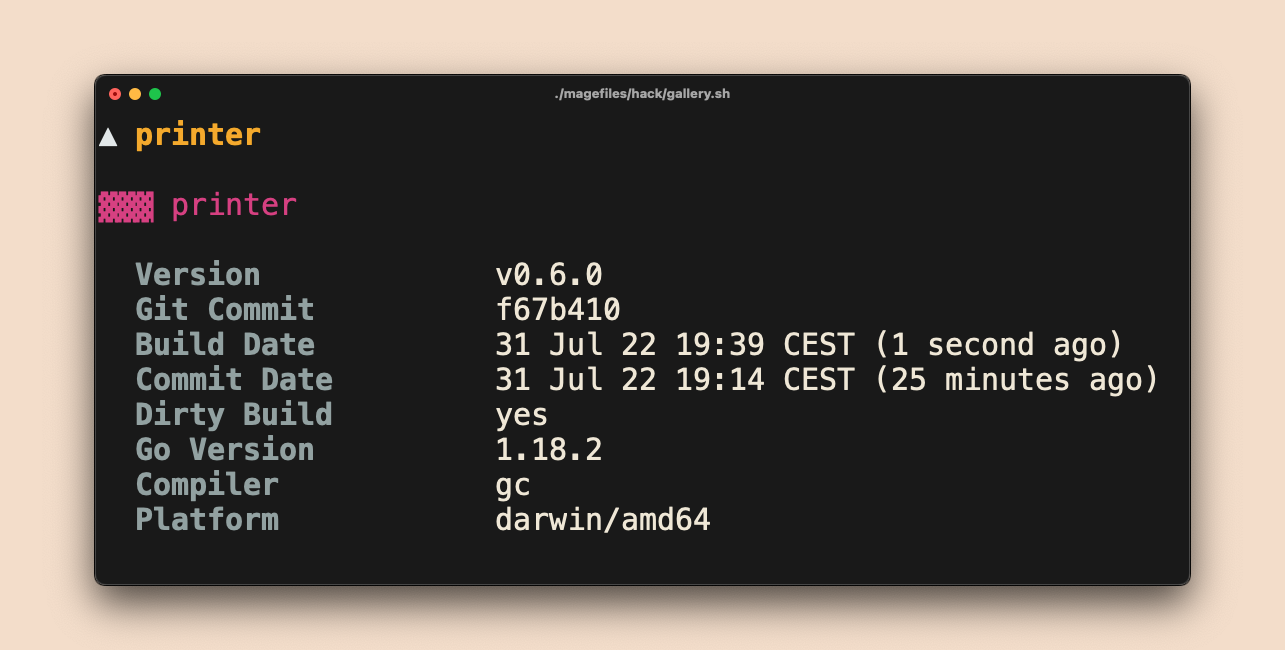 ./magefiles/hack/gallery.sh
▲ printer
▓▓▓ printer
Version v0.6.0
Git Commit f67b410
Build Date 31 Jul 22 19:39 CEST (1 second ago)
Commit Date 31 Jul 22 19:14 CEST (25 minutes ago)
Dirty Build yes
Go Version 1.18.2
Compiler gc
Platform darwin/amd64